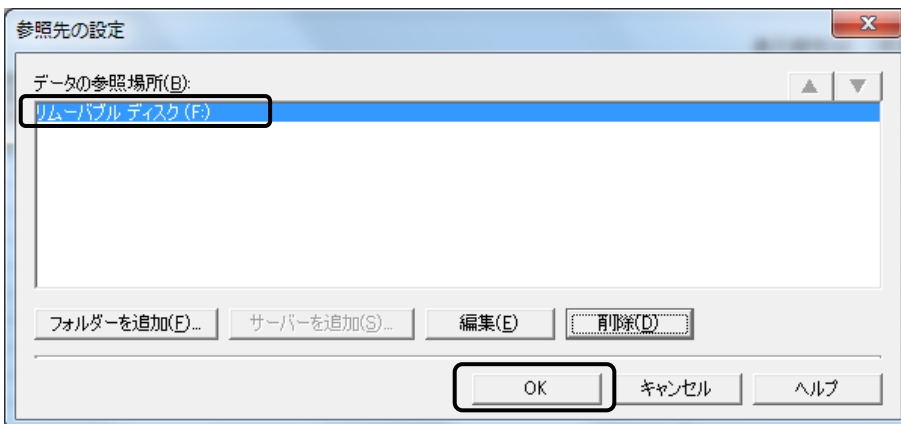 参照先の設定
データの参照場所(B):
リムーバブル ディスク (F:)
フォルダーを追加(F)... サーバーを追加(S)... 編集(E) 削除(D)
OK キャンセル ヘルプ